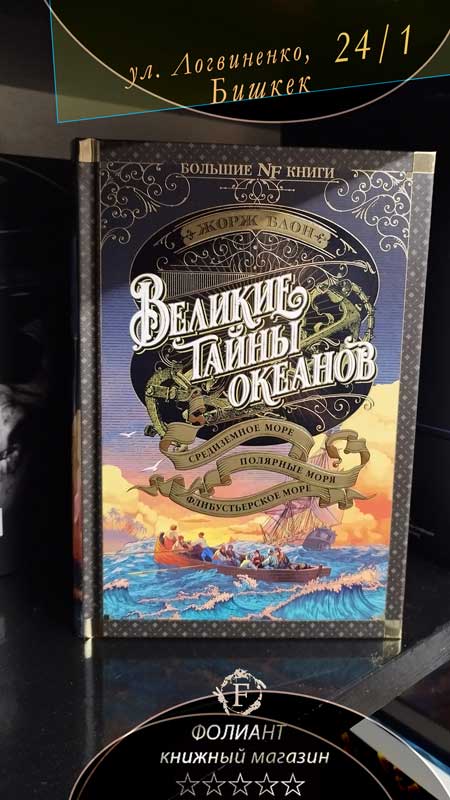 ул. Логвиненко, 24/1
Бишкек
БОЛЬШИЕ NF КНИГИ
ЖОРЖ БЛОН
ВЕЛИКИЕ
ТАЙНЫ
ОКЕАНОВ
СРЕДИЗЕМНОЕ МОРЕ
ПОЛЯРНЫЕ МОРЯ
ФЛИБУСТЬЕРСКОЕ МОРЕ
F
ФОЛИАНТ
книжный магазин